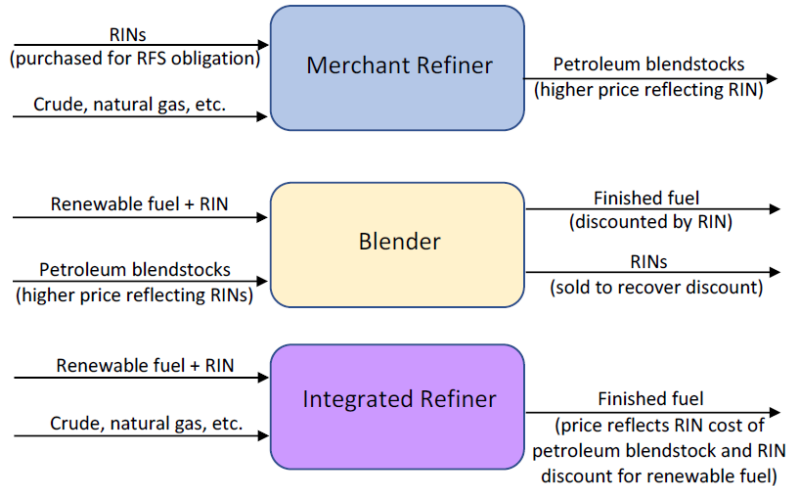 RINs
(purchased for RFS obligation)
Crude, natural gas, etc.
Merchant Refiner
Petroleum blendstocks
(higher price reflecting RIN)
Renewable fuel + RIN
Petroleum blendstocks
(higher price reflecting RINs)
Blender
Finished fuel
(discounted by RIN)
RINs
(sold to recover discount)
Renewable fuel + RIN
Crude, natural gas, etc.
Integrated Refiner
Finished fuel
(price reflects RIN cost of
petroleum blendstock and RIN
discount for renewable fuel)